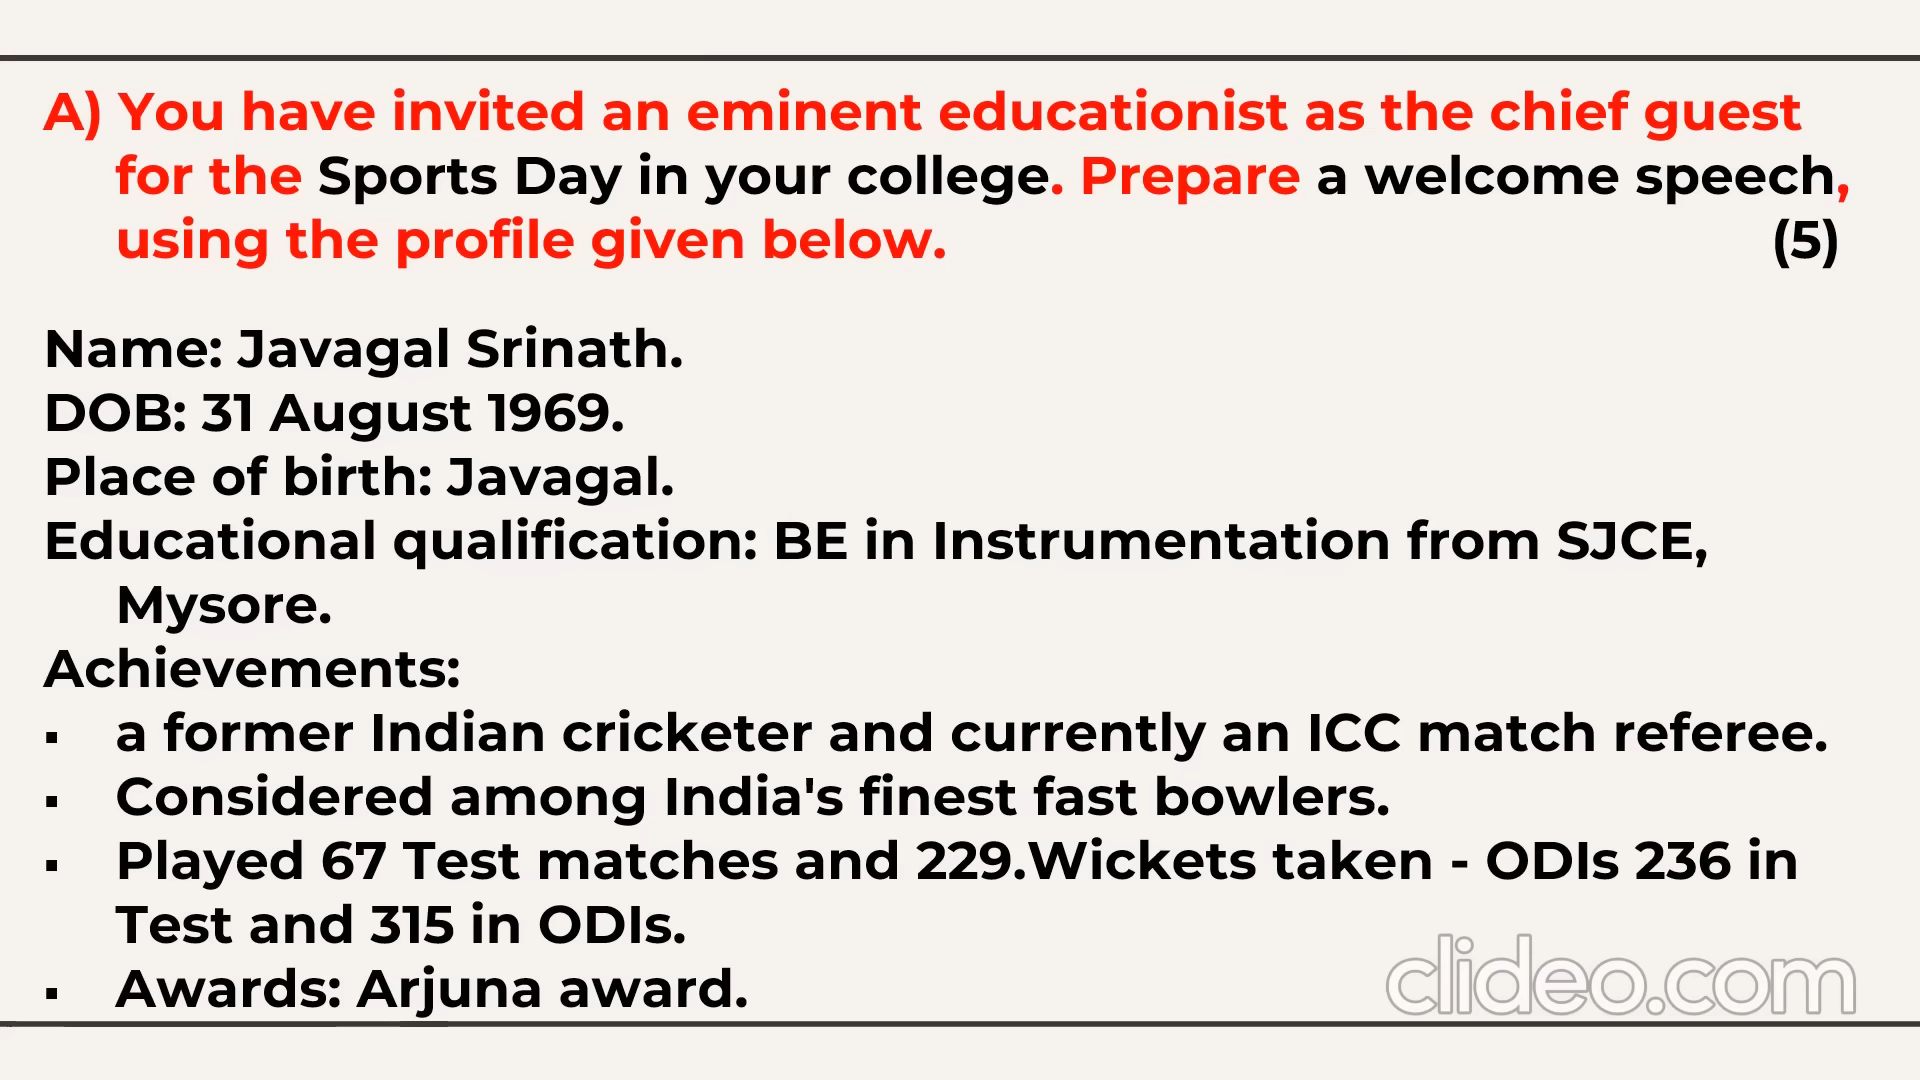 A) You have invited an eminent educationist as the chief guest
for the Sports Day in your college. Prepare a welcome speech,
using the profile given below. (5)
Name: Javagal Srinath.
DOB: 31 August 1969.
Place of birth: Javagal.
Educational qualification: BE in Instrumentation from SJCE,
Mysore.
Achievements:
▪ a former Indian cricketer and currently an ICC match referee.
▪ Considered among India's finest fast bowlers.
▪ Played 67 Test matches and 229.Wickets taken - ODIs 236 in
Test and 315 in ODIs.
▪ Awards: Arjuna award.
clideo.com